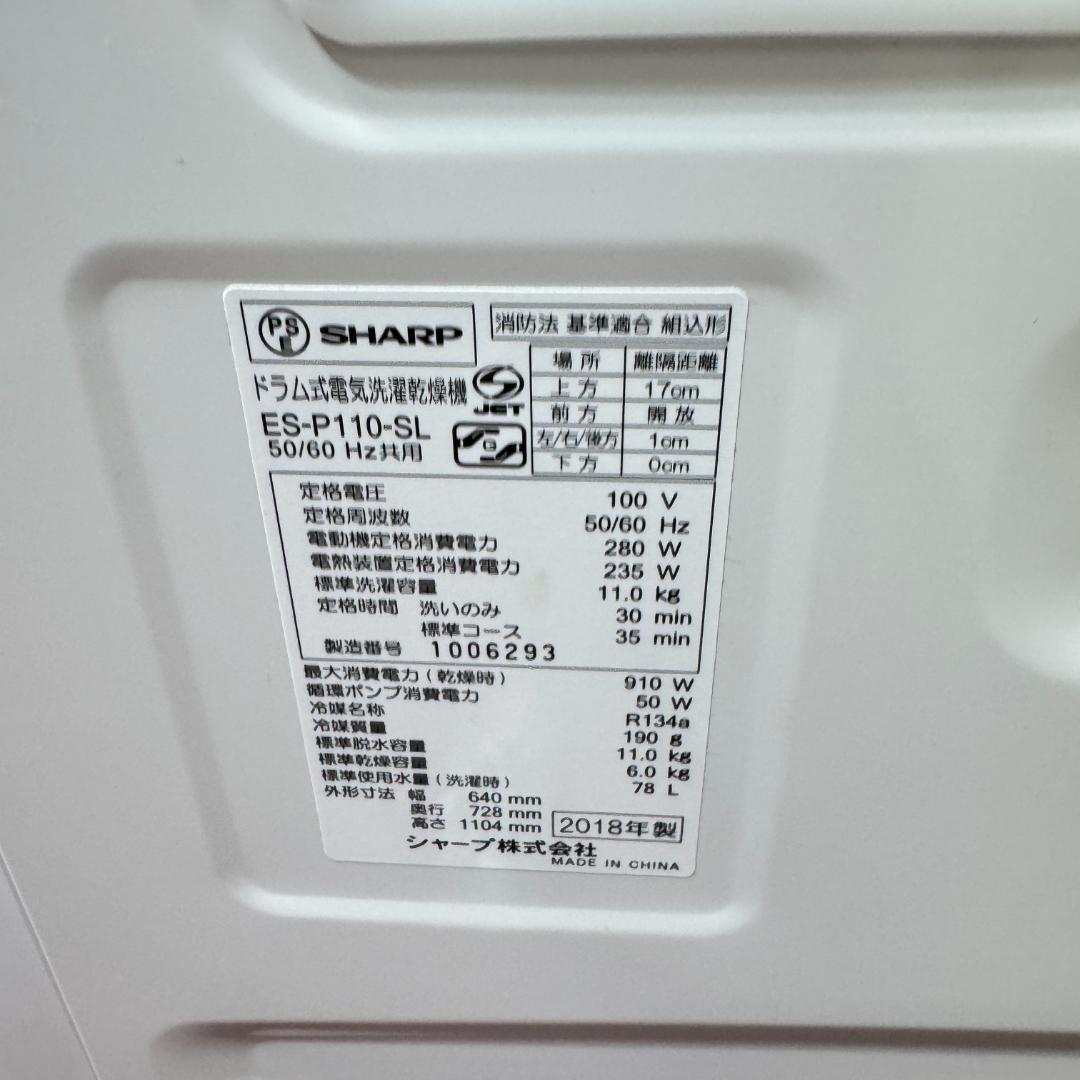 PS E SHARP
消防法 基準適合 組込形
ドラム式電気洗濯乾燥機
ES-P110-SL
50/60 Hz共用
JET
G
場所 離隔距離
上方 17cm
前方 開放
左/右/後方 1cm
下方 0cm
定格電圧 100 V
定格周波数 50/60 Hz
電動機定格消費電力 280 W
電熱装置定格消費電力 235 W
標準洗濯容量 11.0 kg
定格時間 洗いのみ 30 min
標準コース 35 min
製造番号 1006293
最大消費電力(乾燥時) 910 W
循環ポンプ消費電力 50 W
冷媒名称 R134a
冷媒質量 190 g
標準脱水容量 11.0 kg
標準乾燥容量 6.0 kg
標準使用水量(洗濯時) 78 L
外形寸法 幅 640 mm
奥行 728 mm
高さ 1104 mm
2018年製
シャープ株式会社
MADE IN CHINA